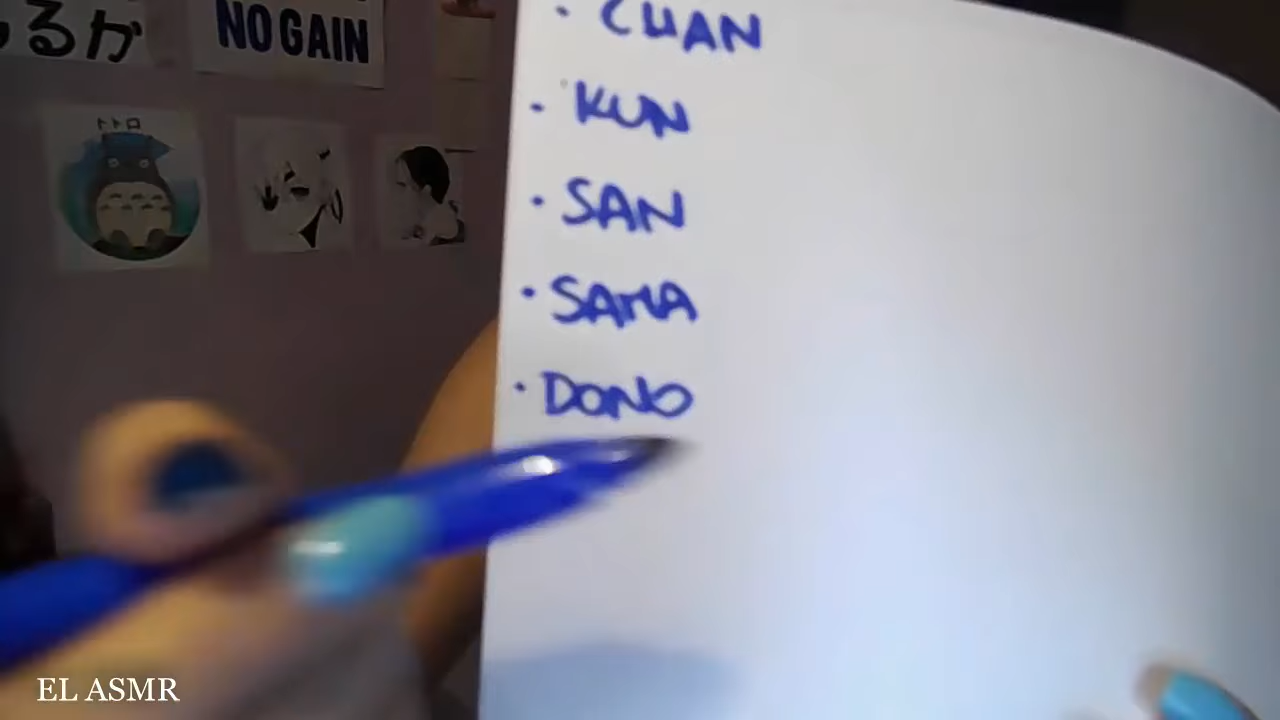 るか
NO GAIN
トトロ
· CHAN
· KUN
· SAN
· SAMA
· DONO
EL ASMR